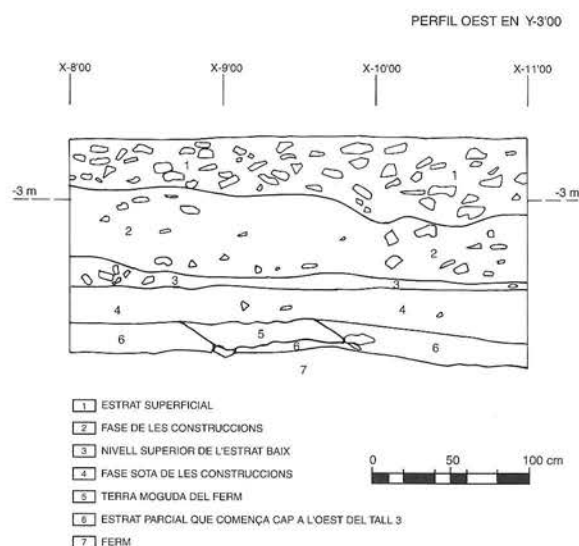 PERFIL OEST EN Y-3'00
X-8'00 X-9'00 X-10'00 X-11'00
1 1
-3 m -3 m
2 2
3 3
4 4
5
6 6 6
7
1 ESTRAT SUPERFICIAL
2 FASE DE LES CONSTRUCCIONS
3 NIVELL SUPERIOR DE L'ESTRAT BAIX
4 FASE SOTA DE LES CONSTRUCCIONS
0 50 100 cm
5 TERRA MOGUDA DEL FERM
6 ESTRAT PARCIAL QUE COMENÇA CAP A L'OEST DEL TALL 3
7 FERM